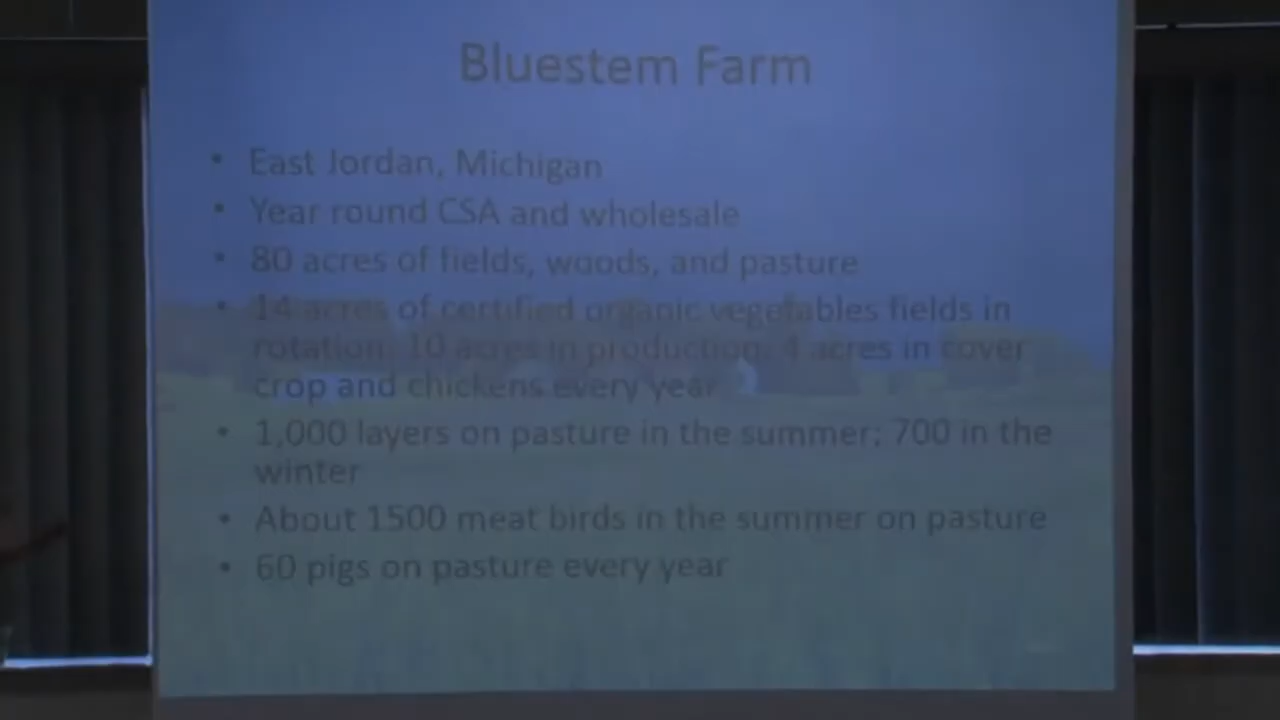 Bluestem Farm
• East Jordan, Michigan
• Year round CSA and wholesale
• 80 acres of fields, woods, and pasture
• 14 acres of certified organic vegetables fields in
rotation; 10 acres in production, 4 acres in cover
crop and chickens every year
• 1,000 layers on pasture in the summer; 700 in the
winter
• About 1500 meat birds in the summer on pasture
• 60 pigs on pasture every year